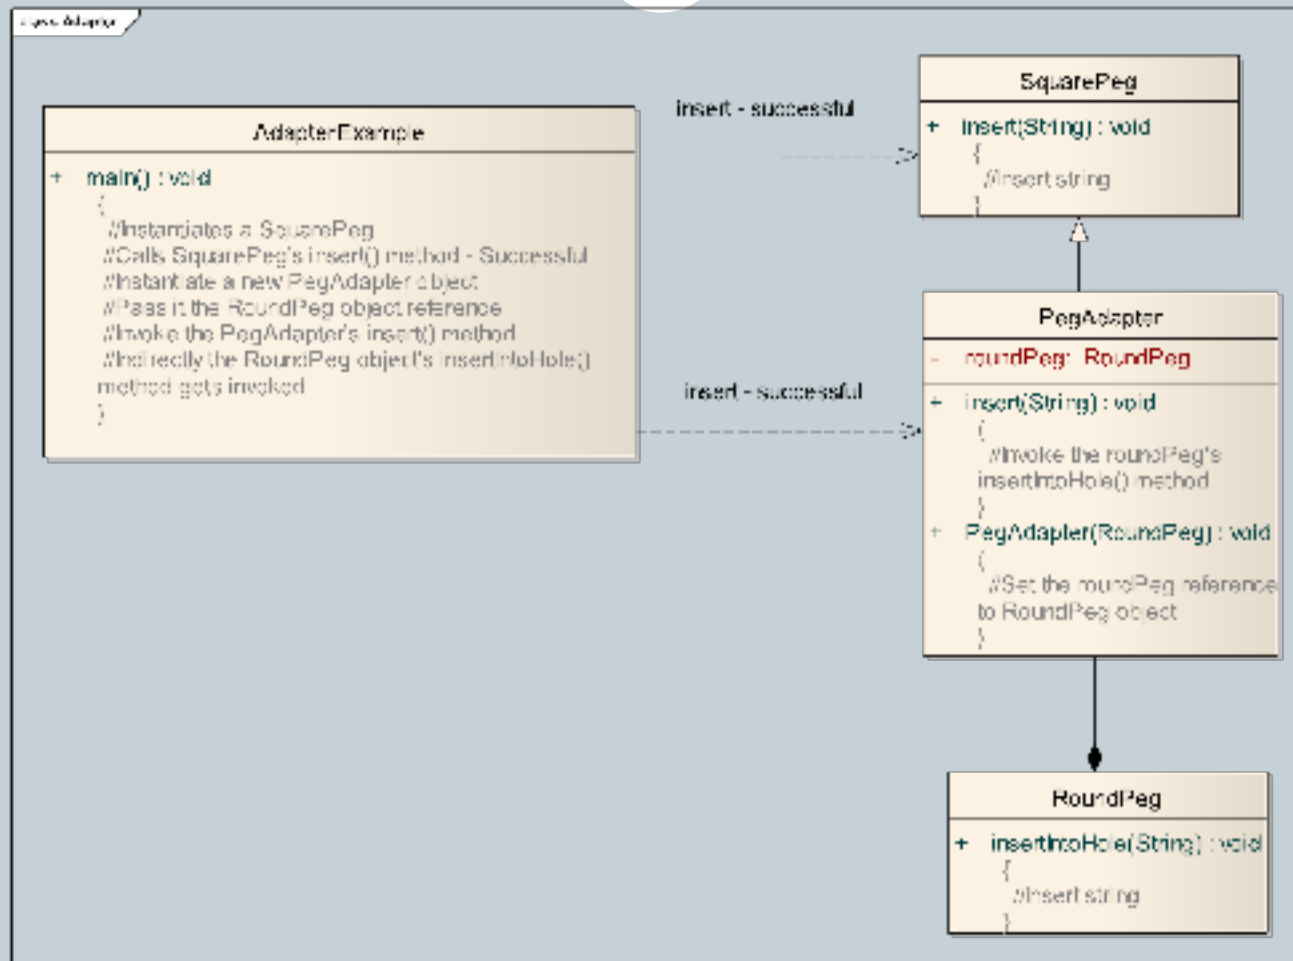 class Adapter
AdapterExample
+ main() : void
{
//Instantiates a SquarePeg
//Calls SquarePeg's insert() method - Successful
//Instantiate a new PegAdapter object
//Pass it the RoundPeg object reference
//Invoke the PegAdapter's insert() method
//Indirectly the RoundPeg object's insertIntoHole()
method gets invoked
}
insert - successful
insert - successful
SquarePeg
+ insert(String) : void
{
//Insert string
}
PegAdapter
- roundPeg: RoundPeg
+ insert(String) : void
{
//Invoke the roundPeg's
insertIntoHole() method
}
+ PegAdapter(RoundPeg) : void
{
//Set the roundPeg reference
to RoundPeg object
}
RoundPeg
+ insertIntoHole(String) : void
{
//Insert string
}